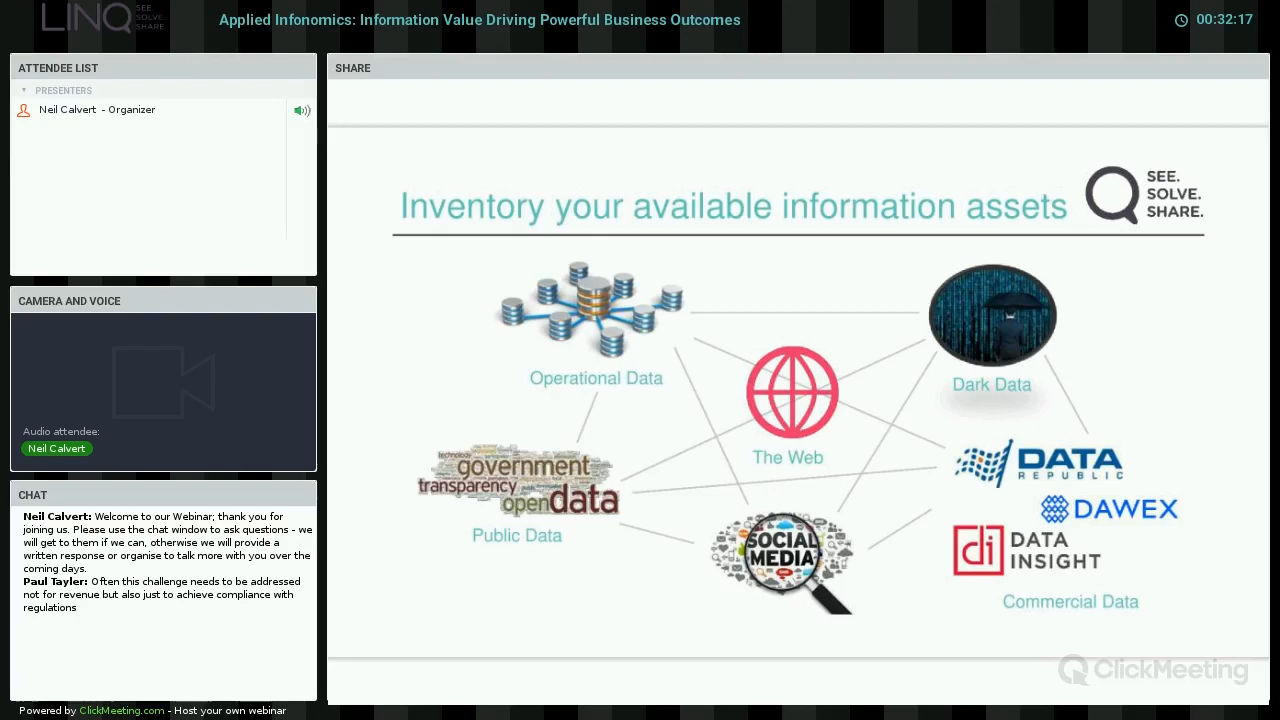 LINQ SEE. SOLVE. SHARE.
Applied Infonomics: Information Value Driving Powerful Business Outcomes
00:32:17
ATTENDEE LIST
PRESENTERS
Neil Calvert - Organizer
CAMERA AND VOICE
Audio attendee:
Neil Calvert
CHAT
Neil Calvert: Welcome to our Webinar; thank you for
joining us. Please use the chat window to ask questions - we
will get to them if we can, otherwise we will provide a
written response or organise to talk more with you over the
coming days.
Paul Tayler: Often this challenge needs to be addressed
not for revenue but also just to achieve compliance with
regulations
Powered by ClickMeeting.com - Host your own webinar
SHARE
Inventory your available information assets
SEE.
SOLVE.
SHARE.
Operational Data
Dark Data
The Web
technology
government
transparency
opendata
Public Data
SOCIAL
MEDIA
DATA
REPUBLIC
DAWEX
di DATA
INSIGHT
Commercial Data
ClickMeeting